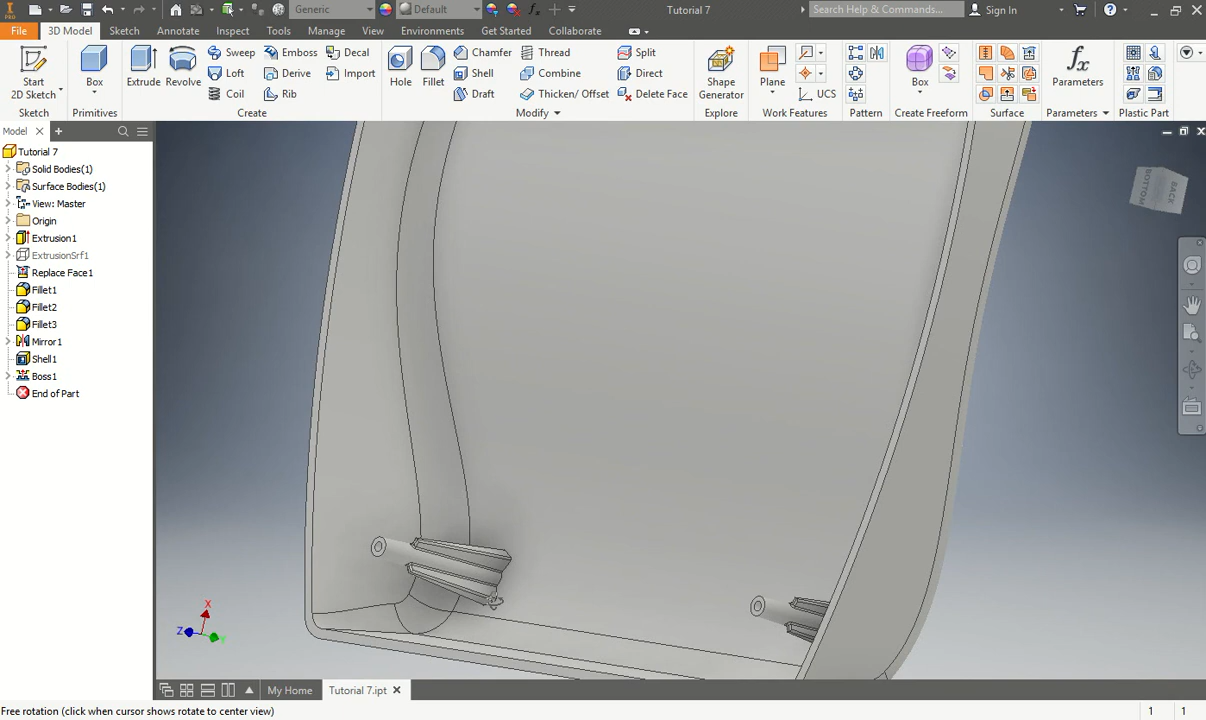 Generic
Default
Tutorial 7
Search Help & Commands...
Sign In
PRO
File
3D Model
Sketch
Annotate
Inspect
Tools
Manage
View
Environments
Get Started
Collaborate
Start
2D Sketch
Box
Extrude
Revolve
Sweep
Emboss
Decal
Loft
Derive
Import
Coil
Rib
Hole
Fillet
Chamfer
Thread
Split
Shell
Combine
Direct
Draft
Thicken/ Offset
Delete Face
Shape
Generator
Plane
UCS
Box
Parameters
Sketch
Primitives
Create
Modify
Explore
Work Features
Pattern
Create Freeform
Surface
Parameters
Plastic Part
Model
Tutorial 7
Solid Bodies(1)
Surface Bodies(1)
View: Master
Origin
Extrusion1
ExtrusionSrf1
Replace Face1
Fillet1
Fillet2
Fillet3
Mirror1
Shell1
Boss1
End of Part
BOTTOM
BACK
X
Z
Y
My Home
Tutorial 7.ipt
Free rotation (click when cursor shows rotate to center view)
1
1